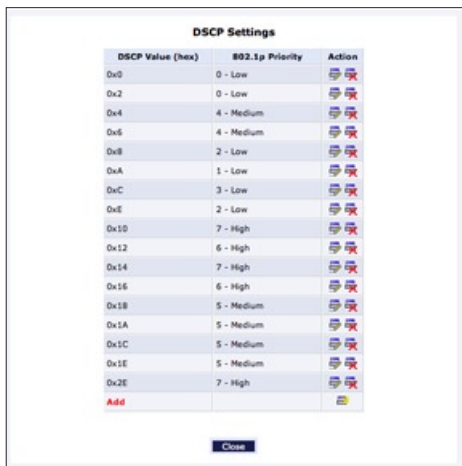 DSCP Settings
DSCP Value (hex) 802.1p Priority Action
0x0 0 - Low
0x2 0 - Low
0x4 4 - Medium
0x6 4 - Medium
0x8 2 - Low
0xA 1 - Low
0xC 3 - Low
0xE 2 - Low
0x10 7 - High
0x12 6 - High
0x14 7 - High
0x16 6 - High
0x18 5 - Medium
0x1A 5 - Medium
0x1C 5 - Medium
0x1E 5 - Medium
0x2E 7 - High
Add
Close